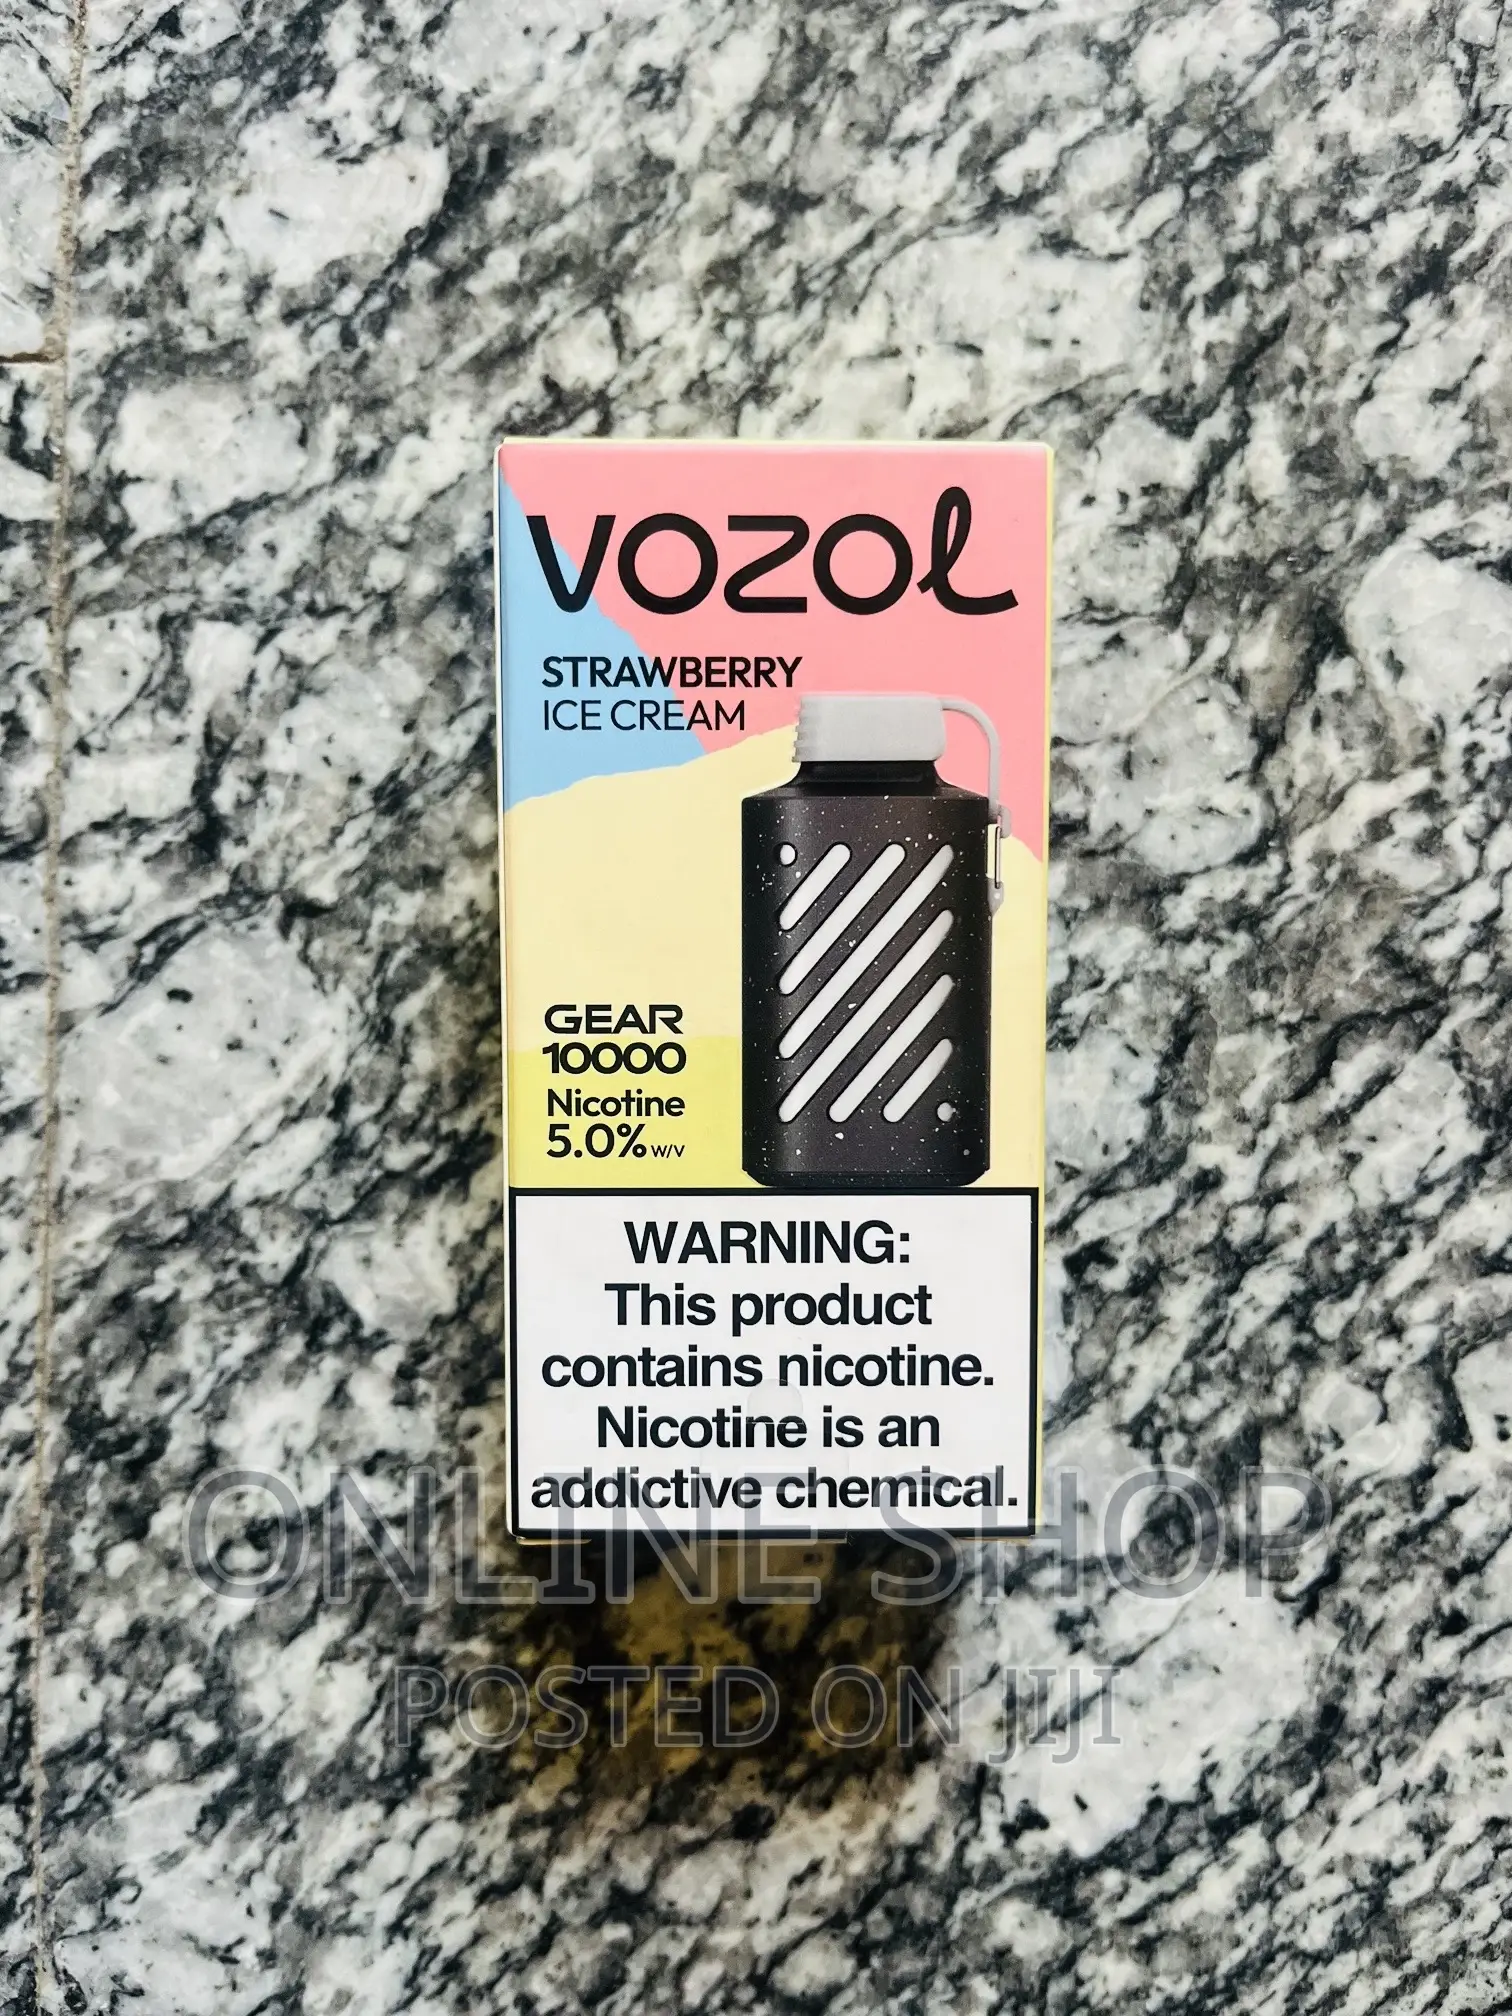 VOZOL
STRAWBERRY
ICE CREAM
GEAR
10000
Nicotine
5.0% W/V
WARNING:
This product
contains nicotine.
Nicotine is an
addictive chemical.
ONLINE SHOP
POSTED ON JIJI